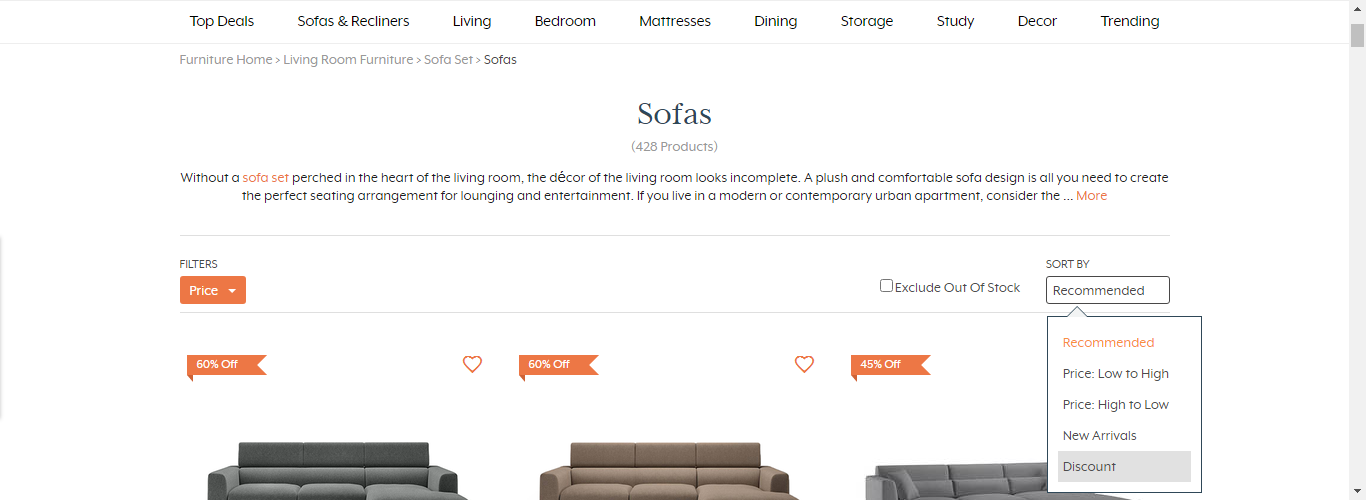 Top Deals Sofas & Recliners Living Bedroom Mattresses Dining Storage Study Decor Trending
Furniture Home > Living Room Furniture > Sofa Set > Sofas
Sofas
(428 Products)
Without a sofa set perched in the heart of the living room, the décor of the living room looks incomplete. A plush and comfortable sofa design is all you need to create
the perfect seating arrangement for lounging and entertainment. If you live in a modern or contemporary urban apartment, consider the ... More
FILTERS SORT BY
Price Exclude Out Of Stock Recommended
Recommended
Price: Low to High
Price: High to Low
New Arrivals
Discount
60% Off 60% Off 45% Off